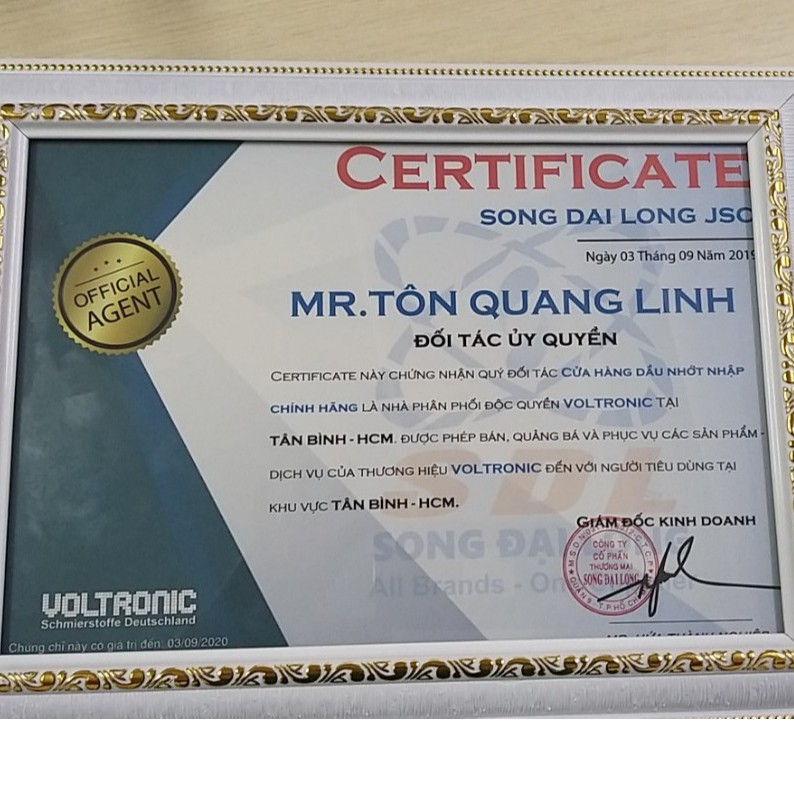 CERTIFICATE
SONG DAI LONG JSC
Ngày 03 Tháng 09 Năm 2019
OFFICIAL
AGENT
MR.TÔN QUANG LINH
ĐỐI TÁC ỦY QUYỀN
CERTIFICATE NÀY CHỨNG NHẬN QUÝ ĐỐI TÁC CỬA HÀNG DẦU NHỚT NHẬP
CHÍNH HÃNG LÀ NHÀ PHÂN PHỐI ĐỘC QUYỀN VOLTRONIC TẠI
TÂN BÌNH - HCM. ĐƯỢC PHÉP BÁN, QUẢNG BÁ VÀ PHỤC VỤ CÁC SẢN PHẨM -
DỊCH VỤ CỦA THƯƠNG HIỆU VOLTRONIC ĐẾN VỚI NGƯỜI TIÊU DÙNG TẠI
KHU VỰC TÂN BÌNH - HCM.
SDL
SONG ĐẠI
All Brands -
GIÁM ĐỐC KINH DOANH
CÔNG TY
CỔ PHẦN
THƯƠNG MẠI
SONG ĐẠI LONG
VOLTRONIC
Schmierstoffe Deutschland
Chứng chỉ này có giá trị đến: 03/09/2020